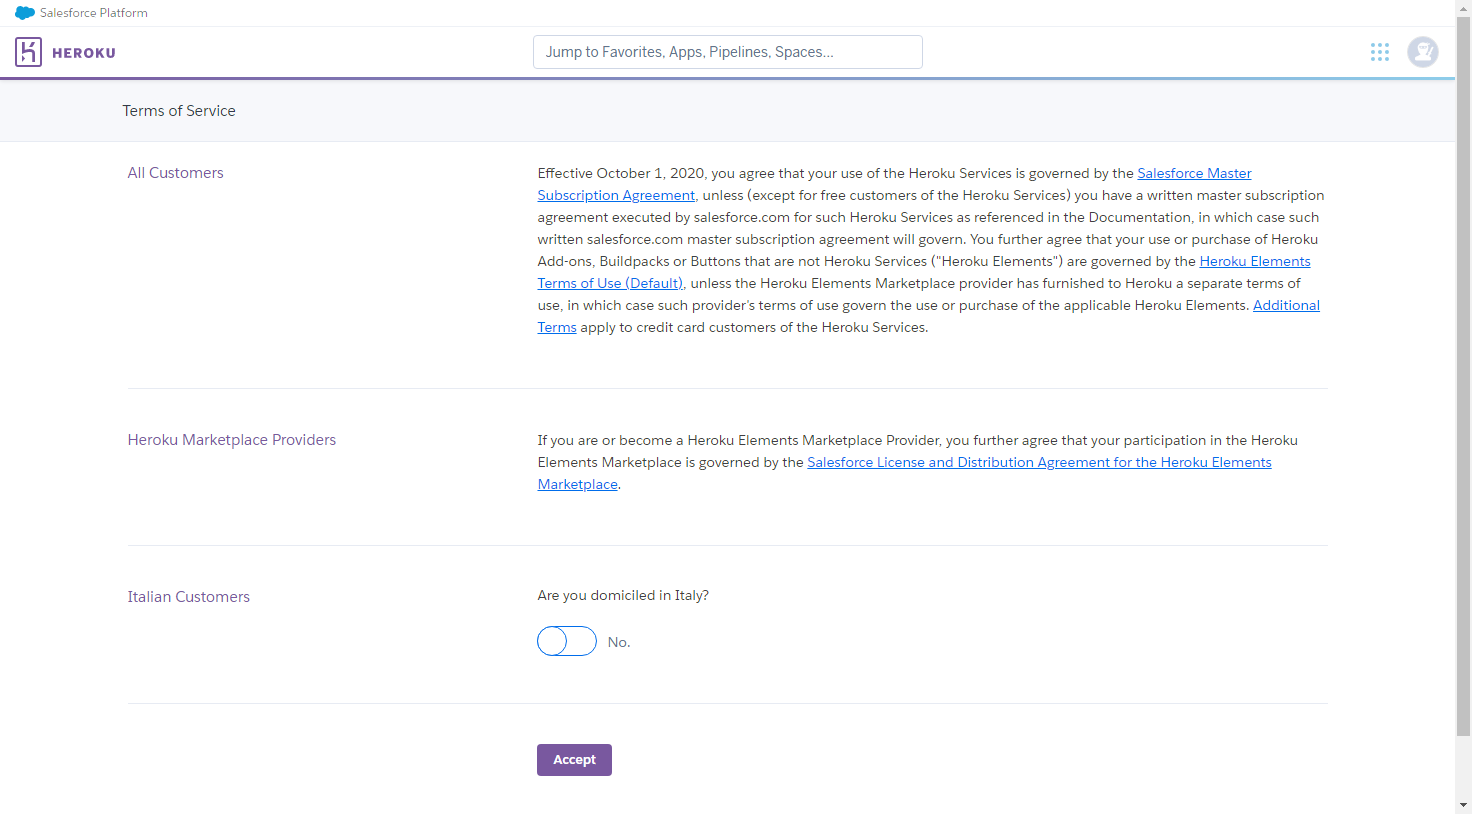 Salesforce Platform
HEROKU
Jump to Favorites, Apps, Pipelines, Spaces...
Terms of Service
All Customers
Effective October 1, 2020, you agree that your use of the Heroku Services is governed by the Salesforce Master
Subscription Agreement, unless (except for free customers of the Heroku Services) you have a written master subscription
agreement executed by salesforce.com for such Heroku Services as referenced in the Documentation, in which case such
written salesforce.com master subscription agreement will govern. You further agree that your use or purchase of Heroku
Add-ons, Buildpacks or Buttons that are not Heroku Services ("Heroku Elements") are governed by the Heroku Elements
Terms of Use (Default), unless the Heroku Elements Marketplace provider has furnished to Heroku a separate terms of
use, in which case such provider's terms of use govern the use or purchase of the applicable Heroku Elements. Additional
Terms apply to credit card customers of the Heroku Services.
Heroku Marketplace Providers
If you are or become a Heroku Elements Marketplace Provider, you further agree that your participation in the Heroku
Elements Marketplace is governed by the Salesforce License and Distribution Agreement for the Heroku Elements
Marketplace.
Italian Customers
Are you domiciled in Italy?
No.
Accept